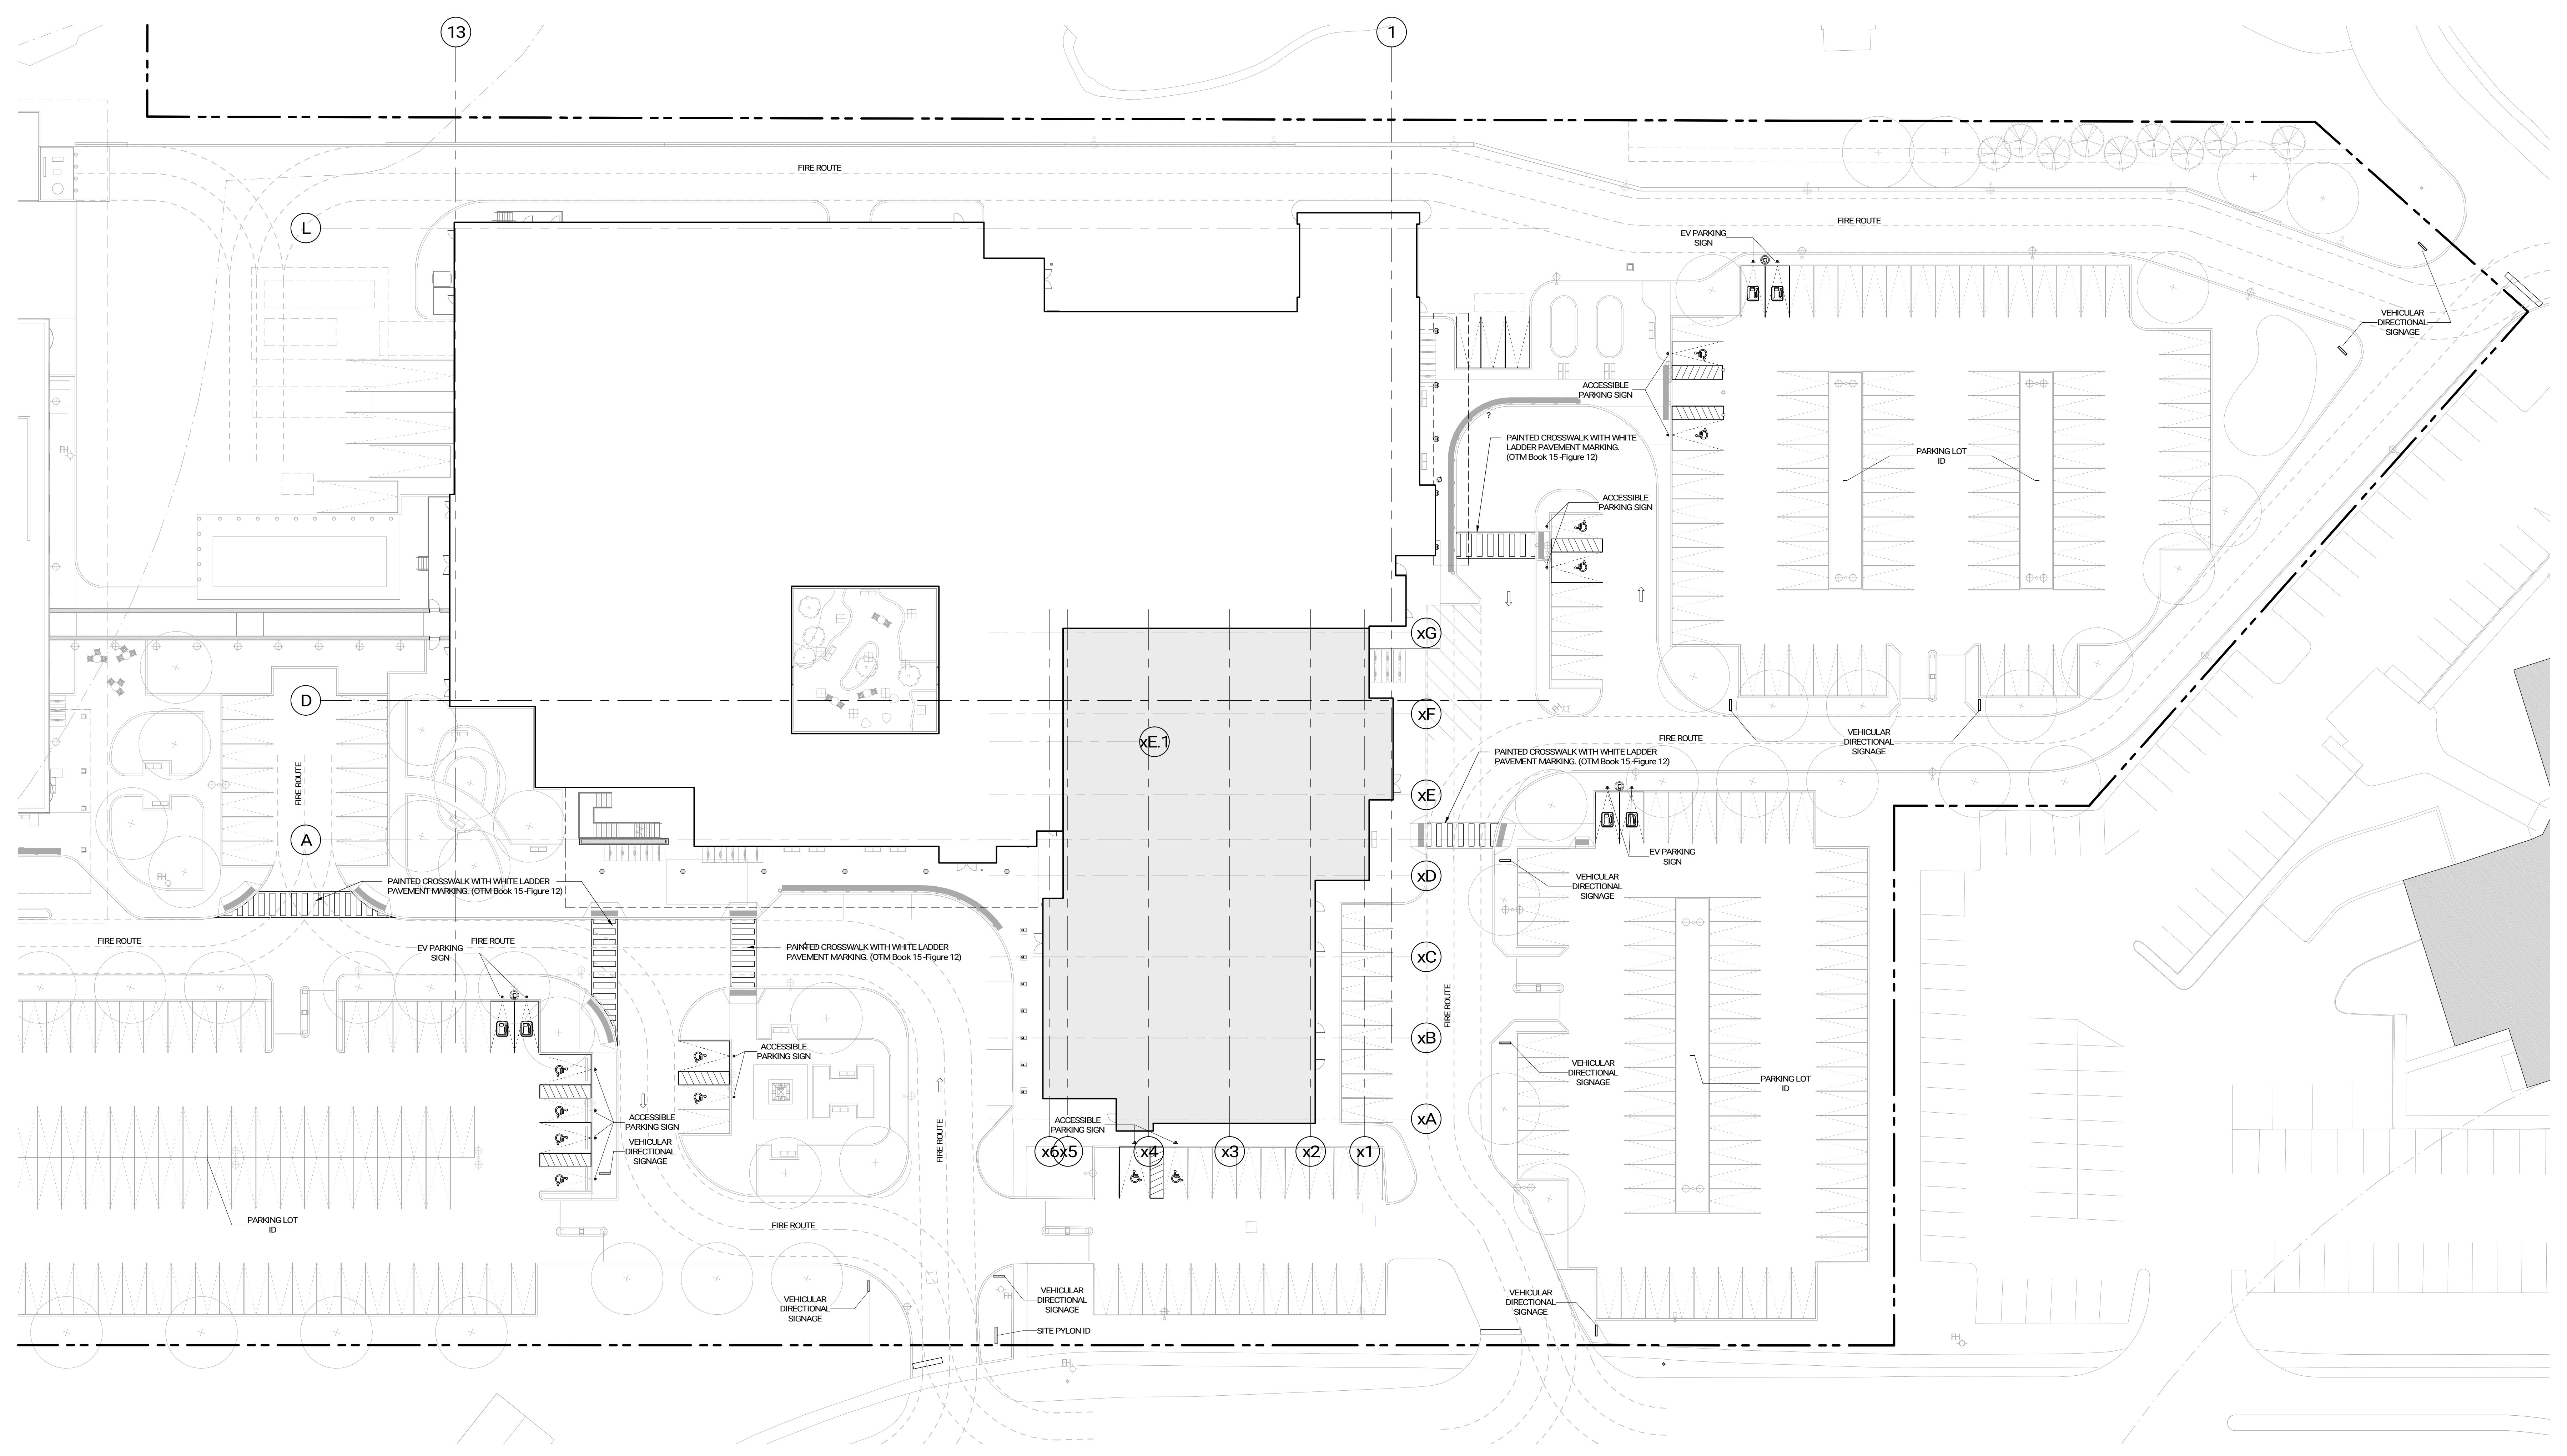 13
1
FIRE ROUTE
L
FIRE ROUTE
EV PARKING
SIGN
VEHICULAR
DIRECTIONAL
SIGNAGE
ACCESSIBLE
PARKING SIGN
?
PAINTED CROSSWALK WITH WHITE
LADDER PAVEMENT MARKING.
(OTM Book 15 -Figure 12)
FH
PARKING LOT
ID
ACCESSIBLE
PARKING SIGN
xG
D
xF
FH
xE.1
FIRE ROUTE
VEHICULAR
DIRECTIONAL
SIGNAGE
PAINTED CROSSWALK WITH WHITE LADDER
PAVEMENT MARKING. (OTM Book 15 -Figure 12)
FIRE ROUTE
xE
A
EV PARKING
SIGN
xD
FH
PAINTED CROSSWALK WITH WHITE LADDER
PAVEMENT MARKING. (OTM Book 15 -Figure 12)
VEHICULAR
DIRECTIONAL
SIGNAGE
FIRE ROUTE
FIRE ROUTE
EV PARKING
SIGN
PAINTED CROSSWALK WITH WHITE LADDER
PAVEMENT MARKING. (OTM Book 15 -Figure 12)
xC
FIRE ROUTE
xB
ACCESSIBLE
PARKING SIGN
VEHICULAR
DIRECTIONAL
SIGNAGE
PARKING LOT
ID
ACCESSIBLE
PARKING SIGN
VEHICULAR
DIRECTIONAL
SIGNAGE
FIRE ROUTE
ACCESSIBLE
PARKING SIGN
xA
x6
x5
x4
x3
x2
x1
PARKING LOT
ID
FIRE ROUTE
VEHICULAR
DIRECTIONAL
SIGNAGE
FH
VEHICULAR
DIRECTIONAL
SIGNAGE
SITE PYLON ID
VEHICULAR
DIRECTIONAL
SIGNAGE
FH
FH